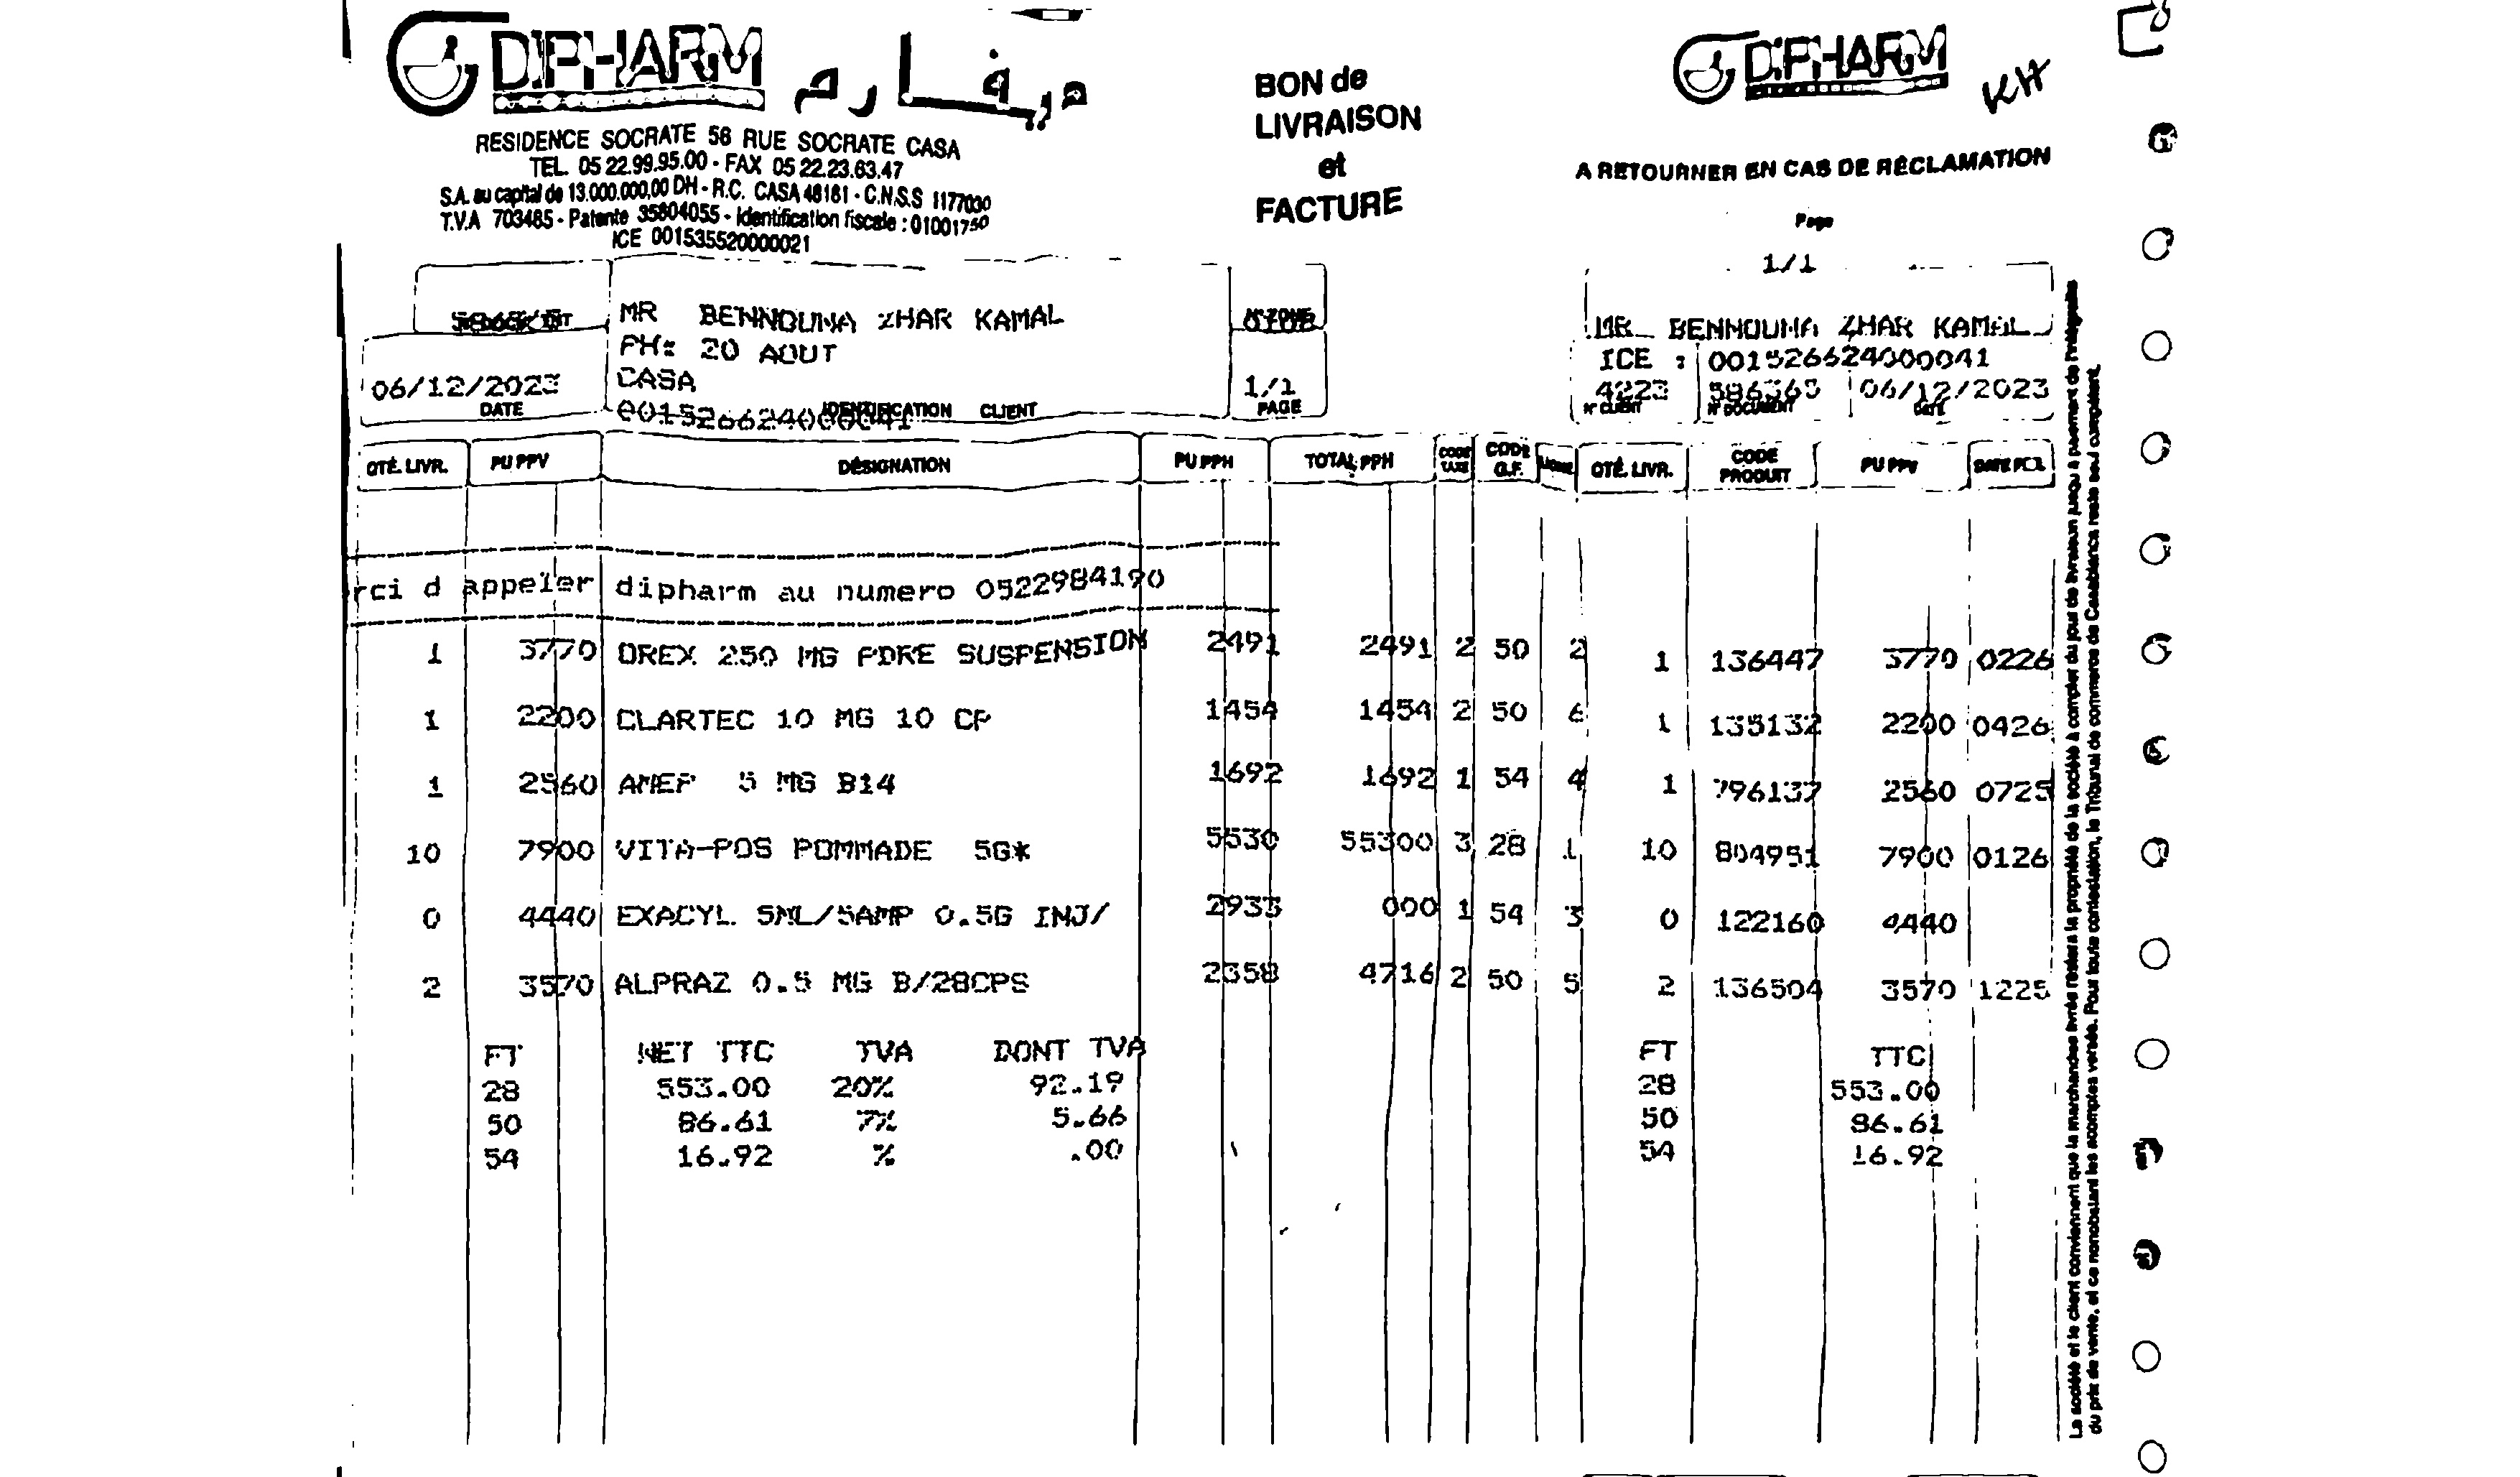 DIPHARM ديفارم
RESIDENCE SOCRATE 56 RUE SOCRATE CASA
TEL. 05 22.99.95.00 - FAX 05 22.23.63.47
S.A. au capital de 13.000.000,00 DH - R.C. CASA 48181 - C.N.S.S 1177030
T.V.A 703485 - Patente 35804055 - Identification fiscale : 01001750
ICE 001535520000021
BON de
LIVRAISON
et
FACTURE
DIPHARM
A RETOURNER EN CAS DE RÉCLAMATION
Page
1/1
MR BENNOUNA ZHAR KAMAL
PH: 20 AOUT
CASA
001526624000041
IDENTIFICATION CLIENT
06/12/2023
DATE
N° ZONE
1/1
PAGE
MR BENNOUNA ZHAR KAMAL
ICE : 001526624000041
4223 586363 06/12/2023
N° CLIENT N° DOCUMENT DATE
QTÉ. LIVR. PU PPV DÉSIGNATION PU PPH TOTAL PPH CODE TAXE CODE G.F. LIGNE QTÉ. LIVR. CODE PRODUIT PU PPV DATE PC1
rci d appeler dipharm au numero 0522984190
1 3770 OREX 250 MG PDRE SUSPENSION 2491 2491 2 50 2 1 136447 3770 0226
1 2200 CLARTEC 10 MG 10 CP 1454 1454 2 50 6 1 135132 2200 0426
1 2560 AMEP 5 MG B14 1692 1692 1 54 4 1 796137 2560 0725
10 7900 VITA-POS POMMADE 5G* 5530 55300 3 28 1 10 804951 7900 0126
0 4440 EXACYL 5ML/5AMP 0.5G INJ/ 2933 000 1 54 3 0 122160 4440
2 3570 ALPRAZ 0.5 MG B/28CPS 2358 4716 2 50 5 2 136504 3570 1225
FT NET TTC TVA DONT TVA FT TTC
28 553.00 20% 92.19 28 553.00
50 86.61 7% 5.66 50 86.61
54 16.92 % .00 54 16.92
La société et le client conviennent que la marchandise livrée restera la propriété de la société à compter du jour de livraison jusqu'à paiement de l'intégralité
du prix de vente, et ce nonobstant les acomptes versés. Pour toute contestation, le Tribunal de commerce de Casablanca reste seul compétent.